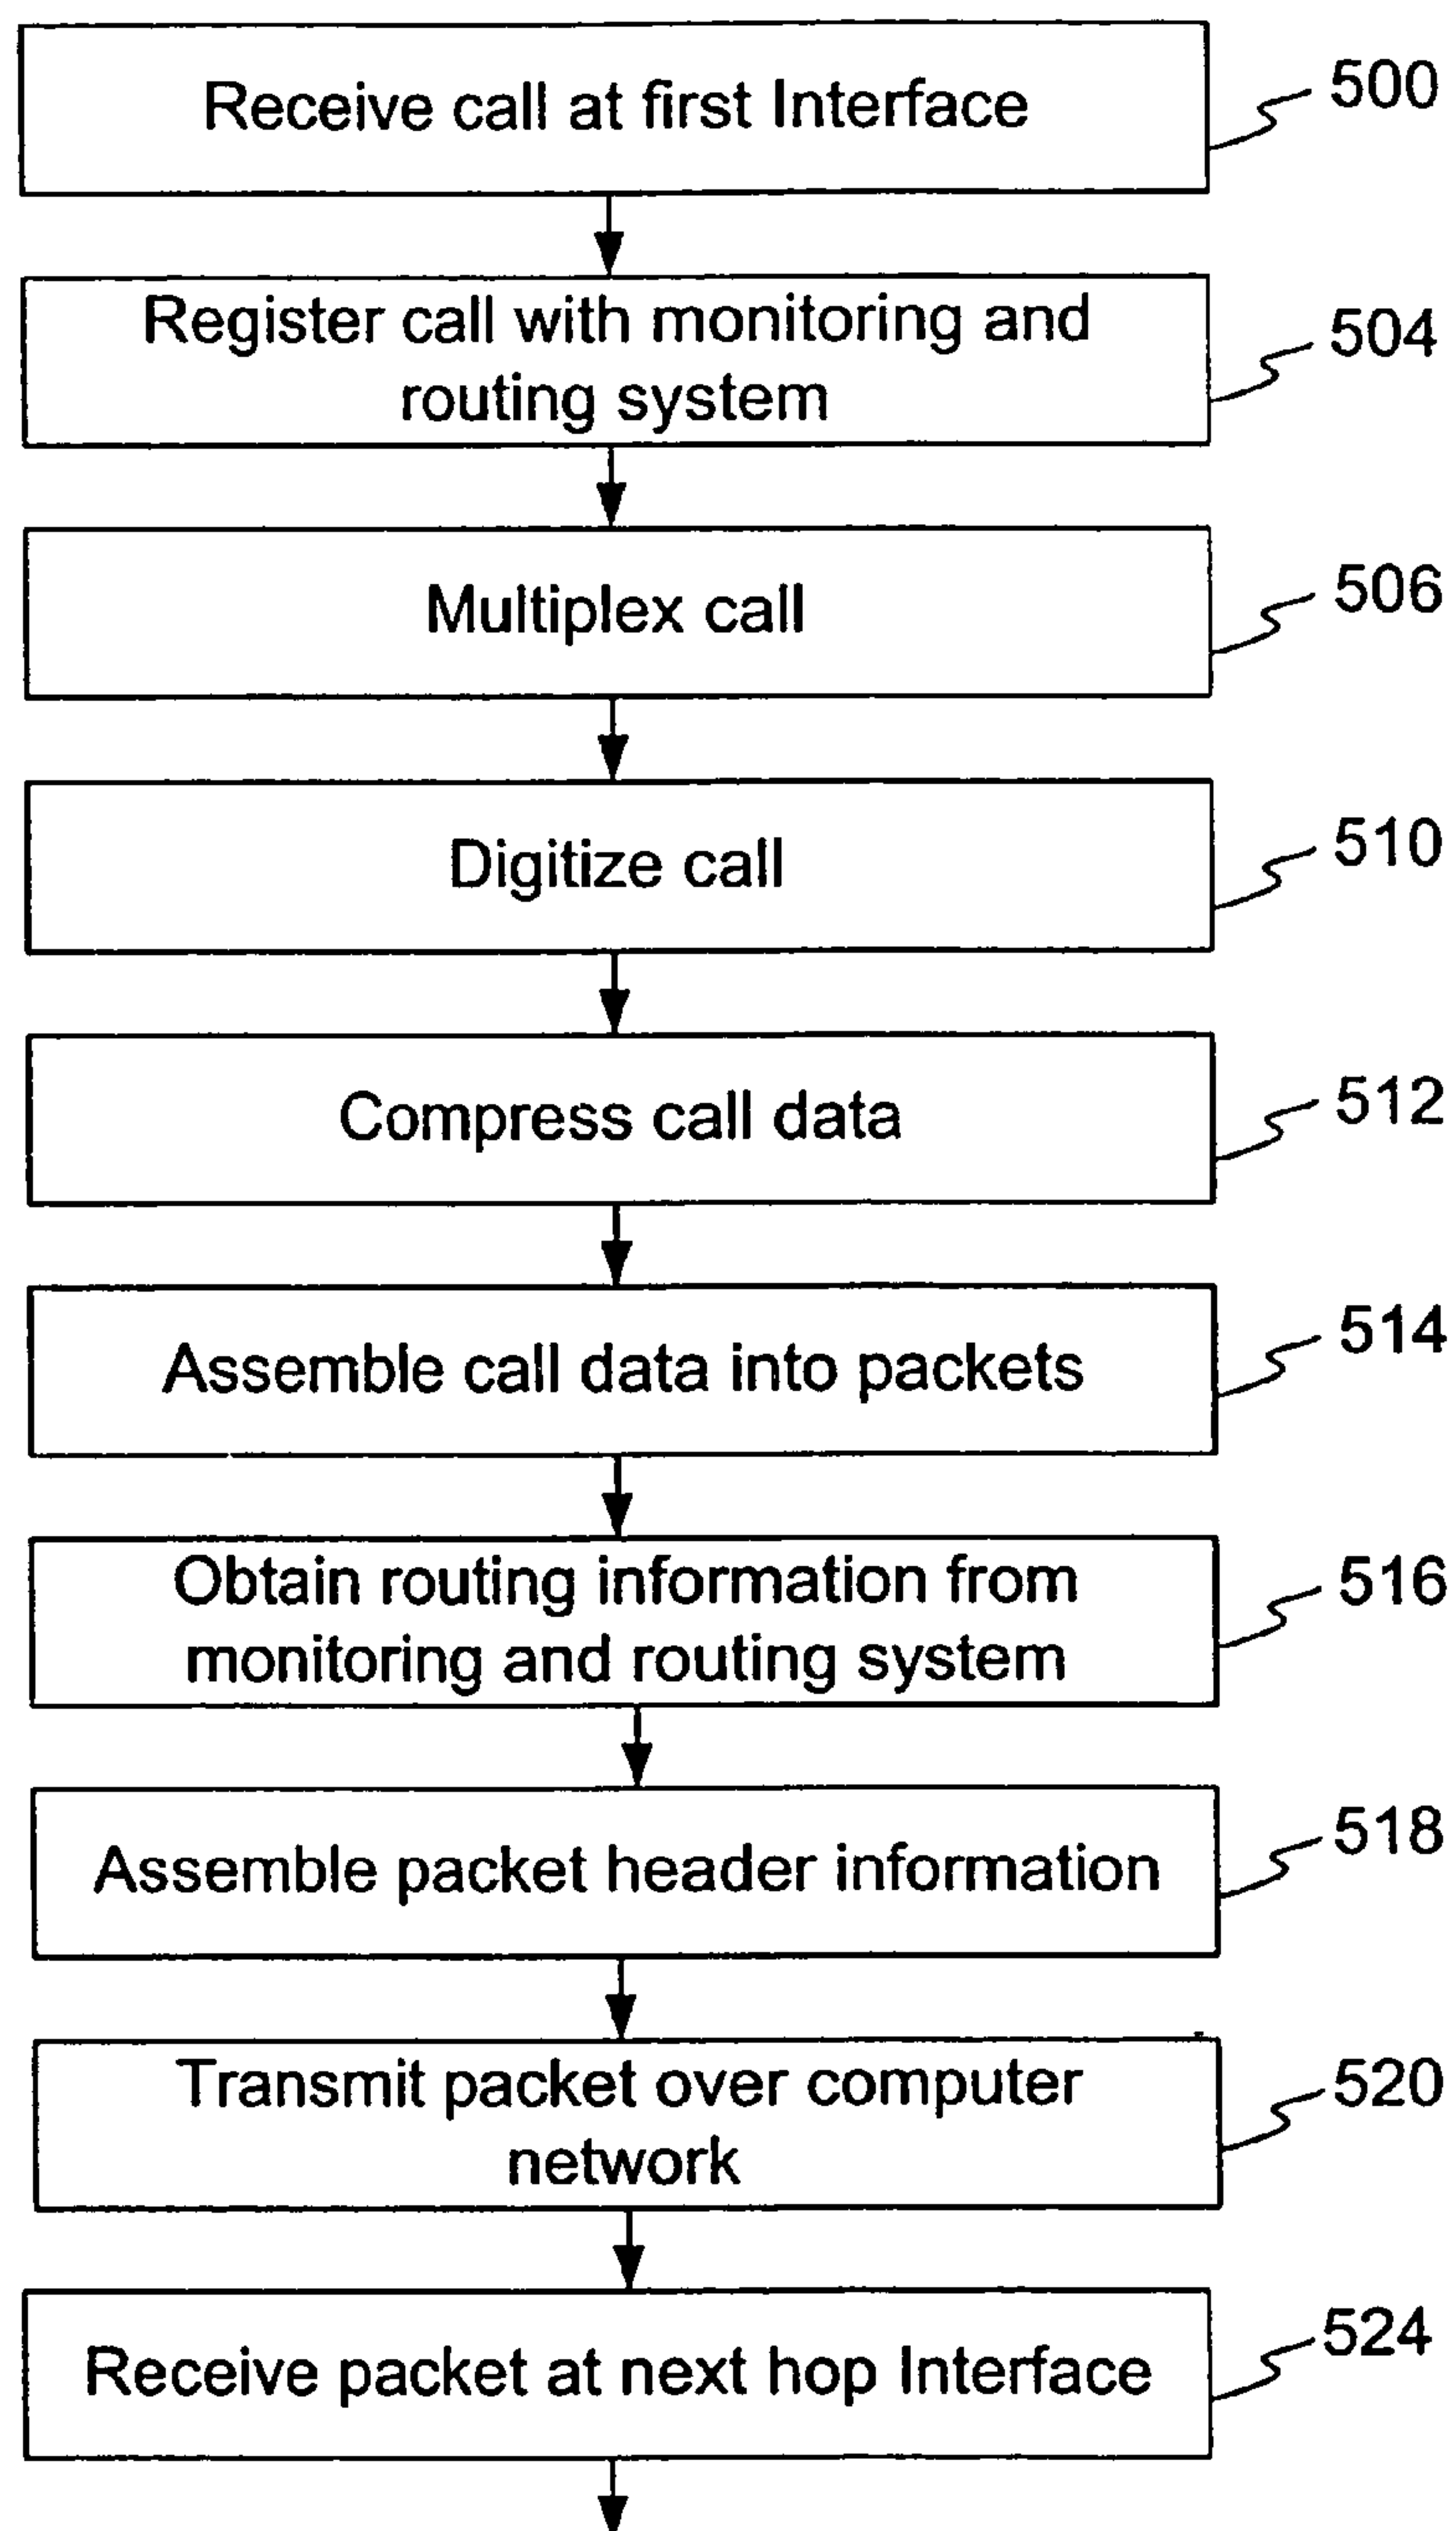 Receive call at first Interface
500
Register call with monitoring and
routing system
504
Multiplex call
506
Digitize call
510
Compress call data
512
Assemble call data into packets
514
Obtain routing information from
monitoring and routing system
516
Assemble packet header information
518
Transmit packet over computer
network
520
Receive packet at next hop Interface
524